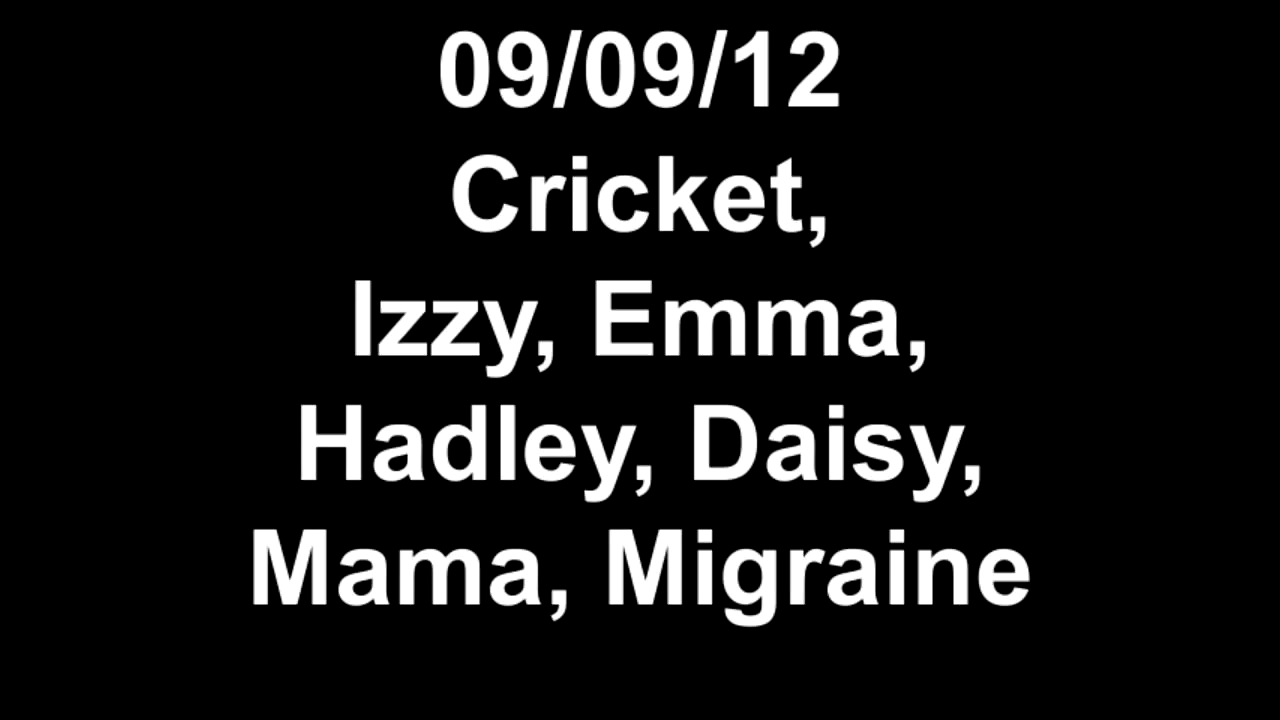 09/09/12
Cricket,
Izzy, Emma,
Hadley, Daisy,
Mama, Migraine